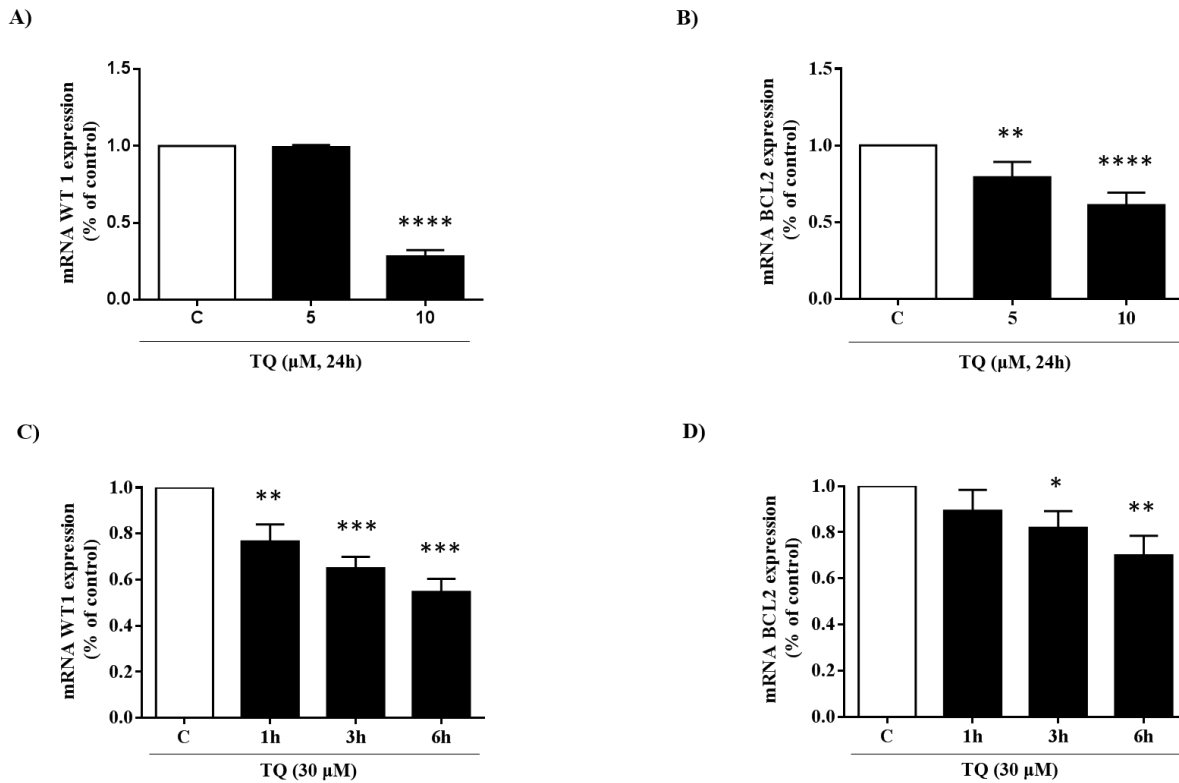 A)
mRNA WT 1 expression
(% of control)
1.5
1.0
0.5
0.0
****
C
5
10
TQ (µM, 24h)
B)
mRNA BCL2 expression
(% of control)
1.5
1.0
0.5
0.0
**
****
C
5
10
TQ (µM, 24h)
C)
mRNA WT1 expression
(% of control)
1.0
0.8
0.6
0.4
0.2
0.0
**
***
***
C
1h
3h
6h
TQ (30 µM)
D)
mRNA BCL2 expression
(% of control)
1.0
0.8
0.6
0.4
0.2
0.0
*
**
C
1h
3h
6h
TQ (30 µM)